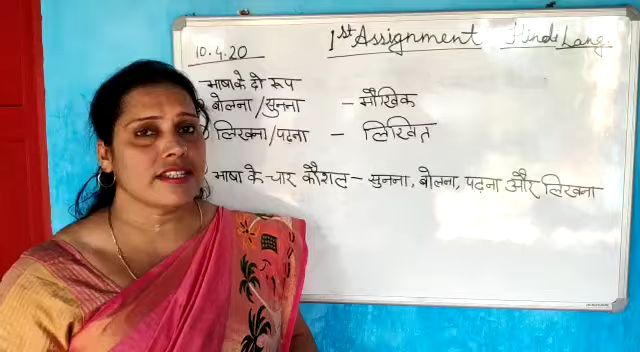 10.4.20
1st Assignment Hindi Lang.
भाषा के दो रूप
बोलना/सुनना - मौखिक
लिखना/पढ़ना - लिखित
भाषा के चार कौशल - सुनना, बोलना, पढ़ना और लिखना